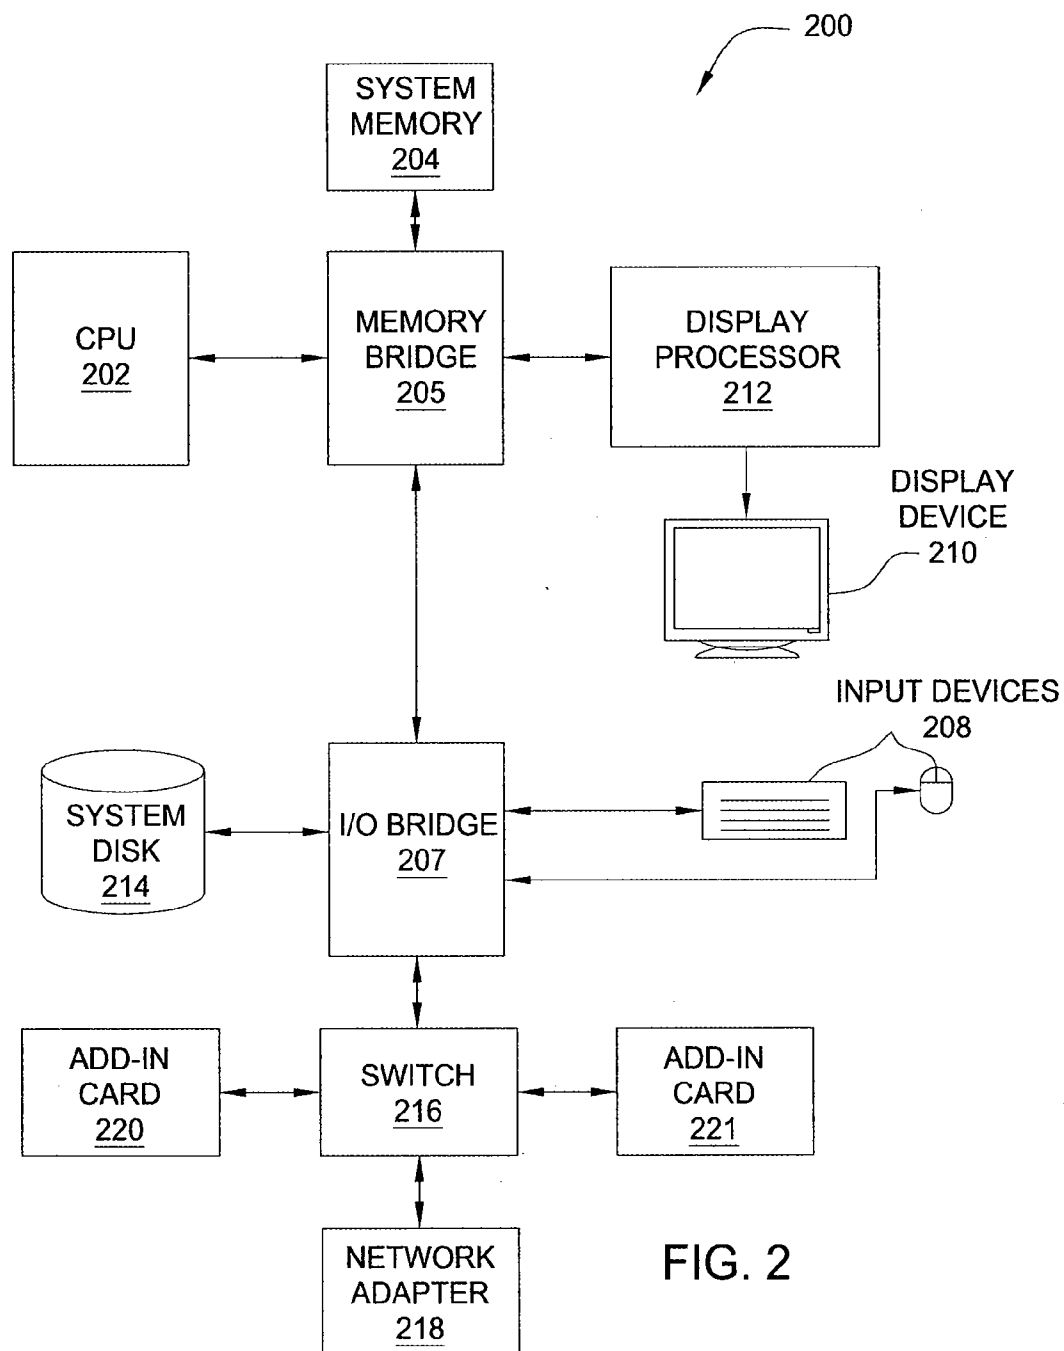 200
SYSTEM
MEMORY
204
CPU
202
MEMORY
BRIDGE
205
DISPLAY
PROCESSOR
212
DISPLAY
DEVICE
210
INPUT DEVICES
208
SYSTEM
DISK
214
I/O BRIDGE
207
ADD-IN
CARD
220
SWITCH
216
ADD-IN
CARD
221
NETWORK
ADAPTER
218
FIG. 2